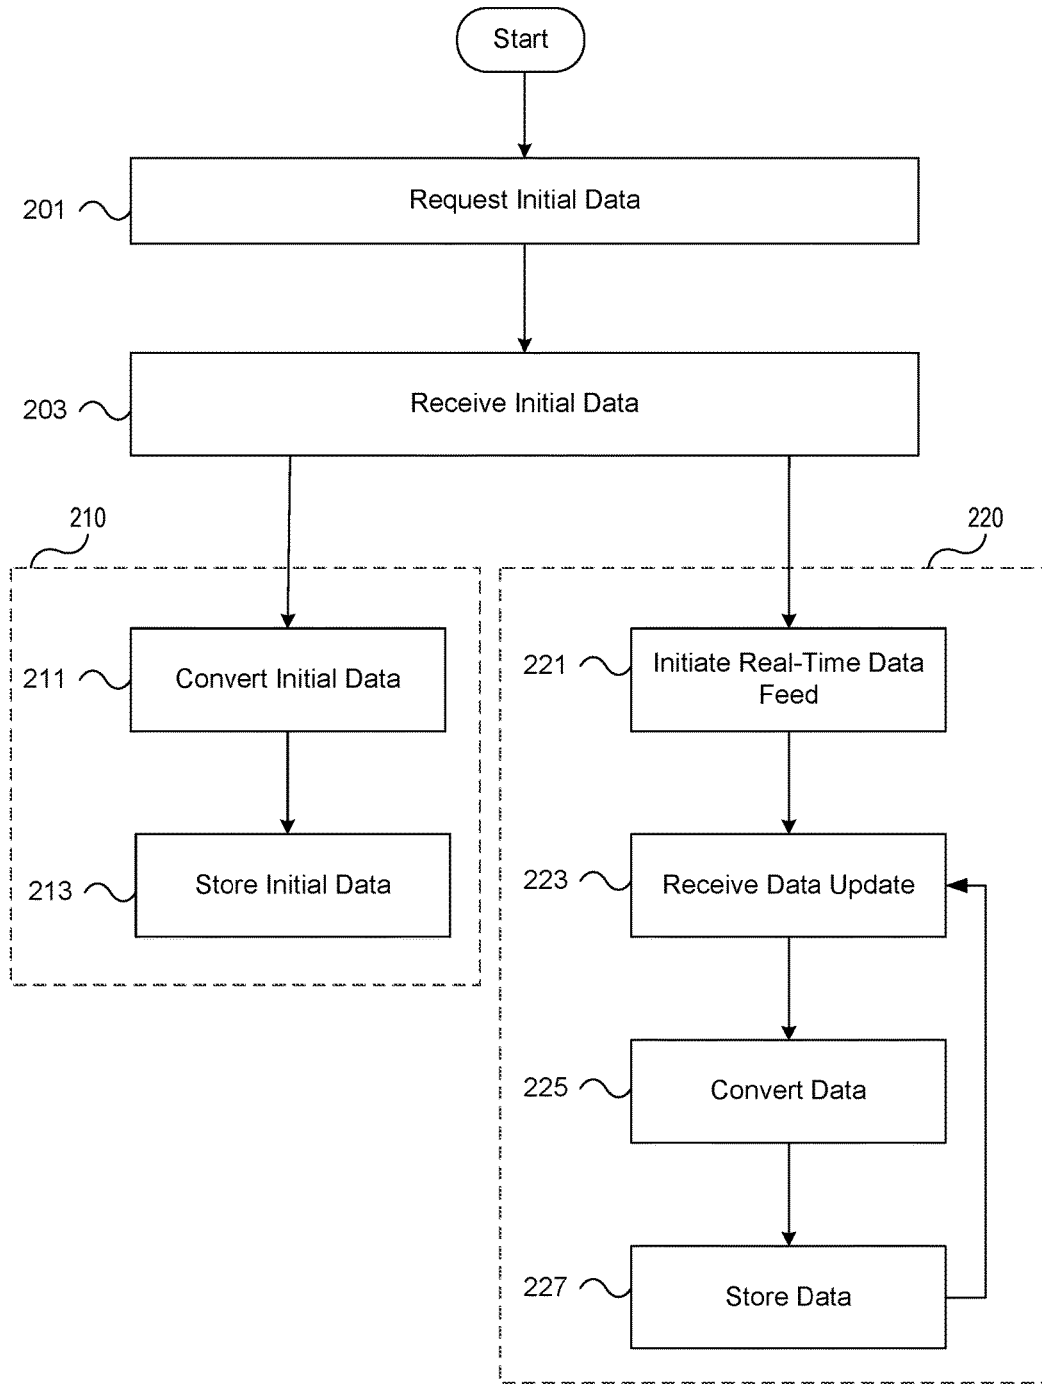 Start
201
Request Initial Data
203
Receive Initial Data
210
220
211
Convert Initial Data
221
Initiate Real-Time Data
Feed
213
Store Initial Data
223
Receive Data Update
225
Convert Data
227
Store Data